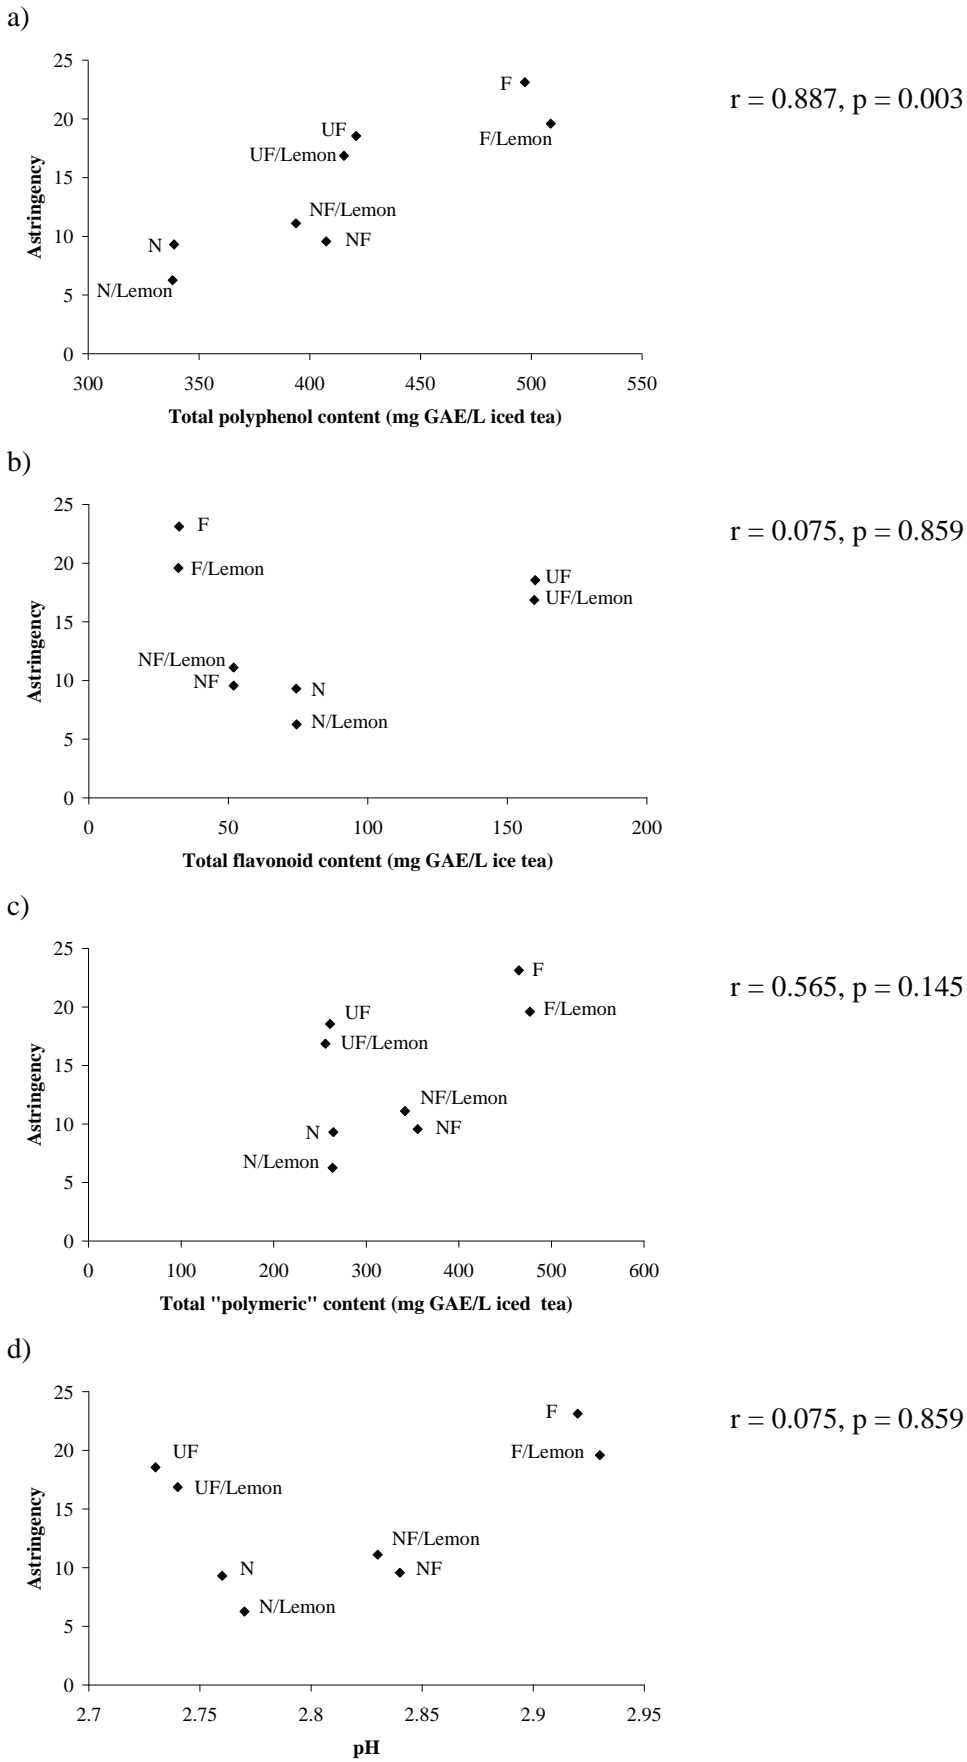 a)
25
20
15
10
5
0
Astringency
F
F/Lemon
UF
UF/Lemon
NF/Lemon
NF
N
N/Lemon
300 350 400 450 500 550
Total polyphenol content (mg GAE/L iced tea)
r = 0.887, p = 0.003
b)
25
20
15
10
5
0
Astringency
F
F/Lemon
UF
UF/Lemon
NF/Lemon
NF
N
N/Lemon
0 50 100 150 200
Total flavonoid content (mg GAE/L ice tea)
r = 0.075, p = 0.859
c)
25
20
15
10
5
0
Astringency
F
F/Lemon
UF
UF/Lemon
NF/Lemon
NF
N
N/Lemon
0 100 200 300 400 500 600
Total "polymeric" content (mg GAE/L iced tea)
r = 0.565, p = 0.145
d)
25
20
15
10
5
0
Astringency
F
F/Lemon
UF
UF/Lemon
NF/Lemon
NF
N
N/Lemon
2.7 2.75 2.8 2.85 2.9 2.95
pH
r = 0.075, p = 0.859